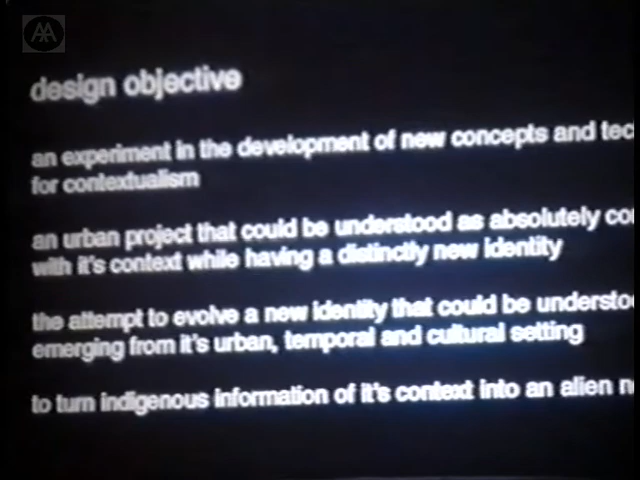 AA
design objective
an experiment in the development of new concepts and tec
for contextualism
an urban project that could be understood as absolutely co
with it's context while having a distinctly new identity
the attempt to evolve a new identity that could be understoo
emerging from it's urban, temporal and cultural setting
to turn indigenous information of it's context into an alien n